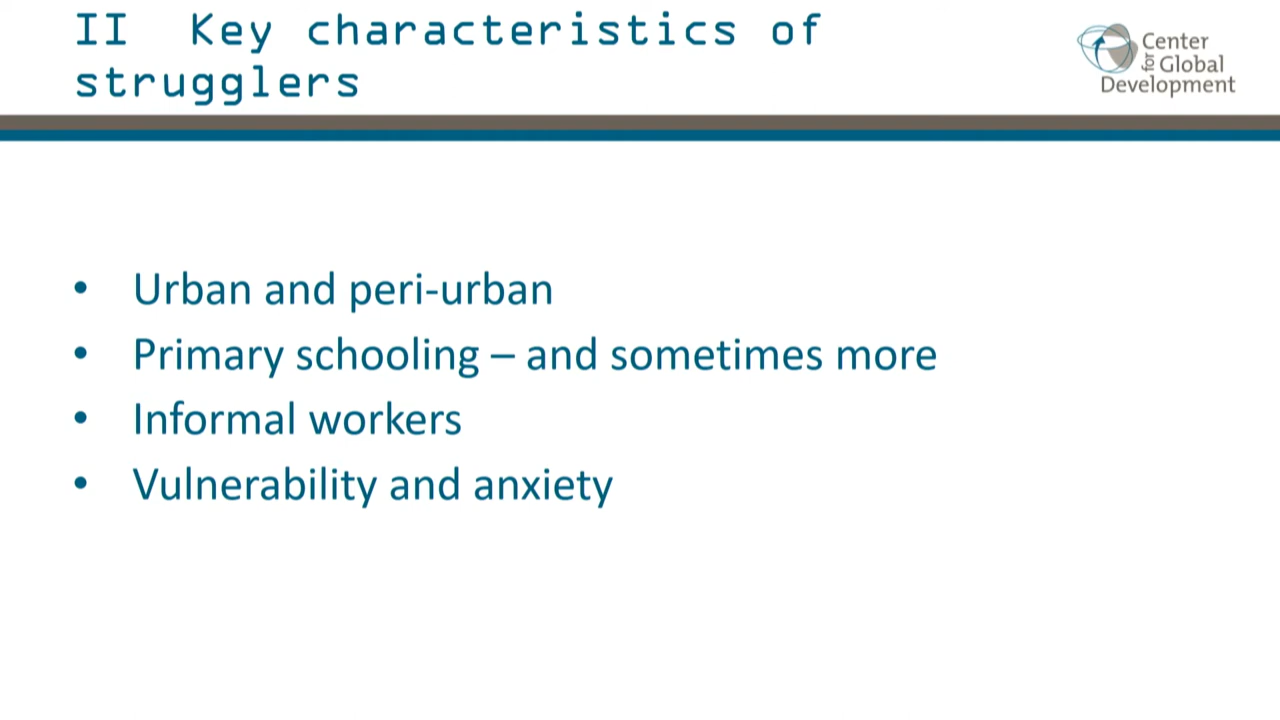 II Key characteristics of
strugglers
Center
for Global
Development
• Urban and peri-urban
• Primary schooling – and sometimes more
• Informal workers
• Vulnerability and anxiety